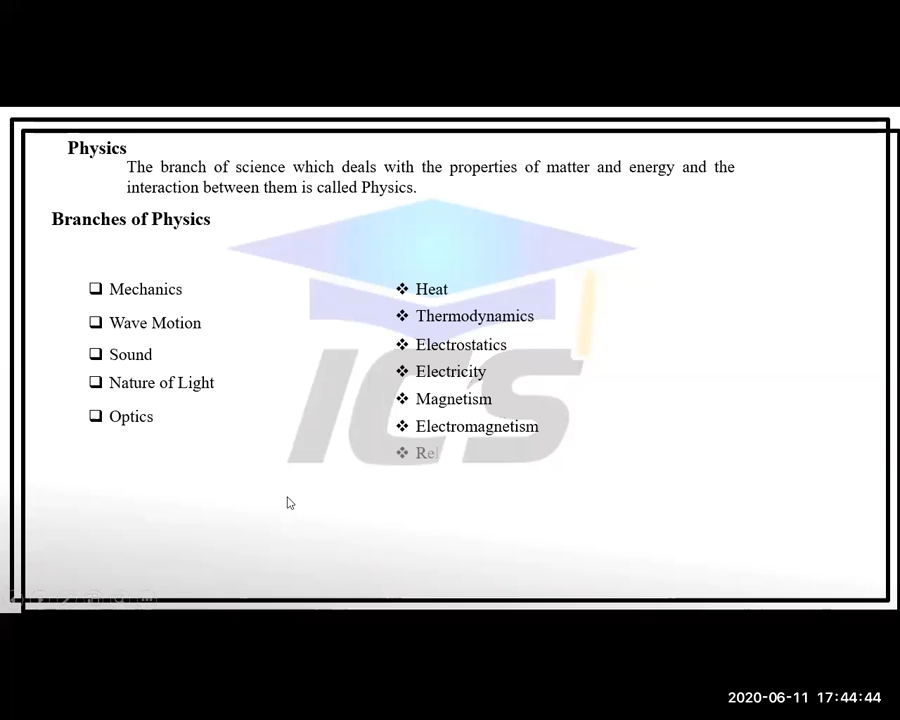 Physics
The branch of science which deals with the properties of matter and energy and the
interaction between them is called Physics.
Branches of Physics
Mechanics
Wave Motion
Sound
Nature of Light
Optics
Heat
Thermodynamics
Electrostatics
Electricity
Magnetism
Electromagnetism
Rel
ICS
2020-06-11 17:44:44